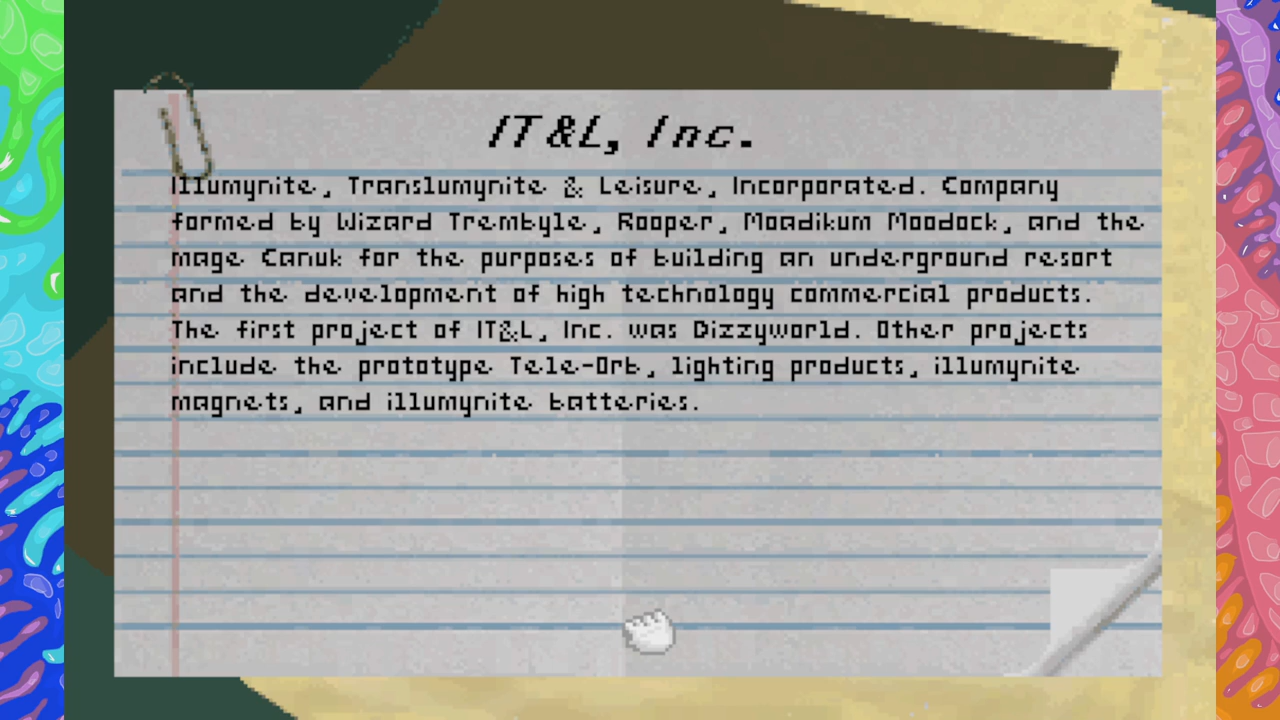 IT&L, Inc.
Illumynite, Translumynite & Leisure, Incorporated. Company
formed by Wizard Trembyle, Rooper, Moadikum Moodock, and the
mage Canuk for the purposes of building an underground resort
and the development of high technology commercial products.
The first project of IT&L, Inc. was Dizzyworld. Other projects
include the prototype Tele-Orb, lighting products, illumynite
magnets, and illumynite batteries.